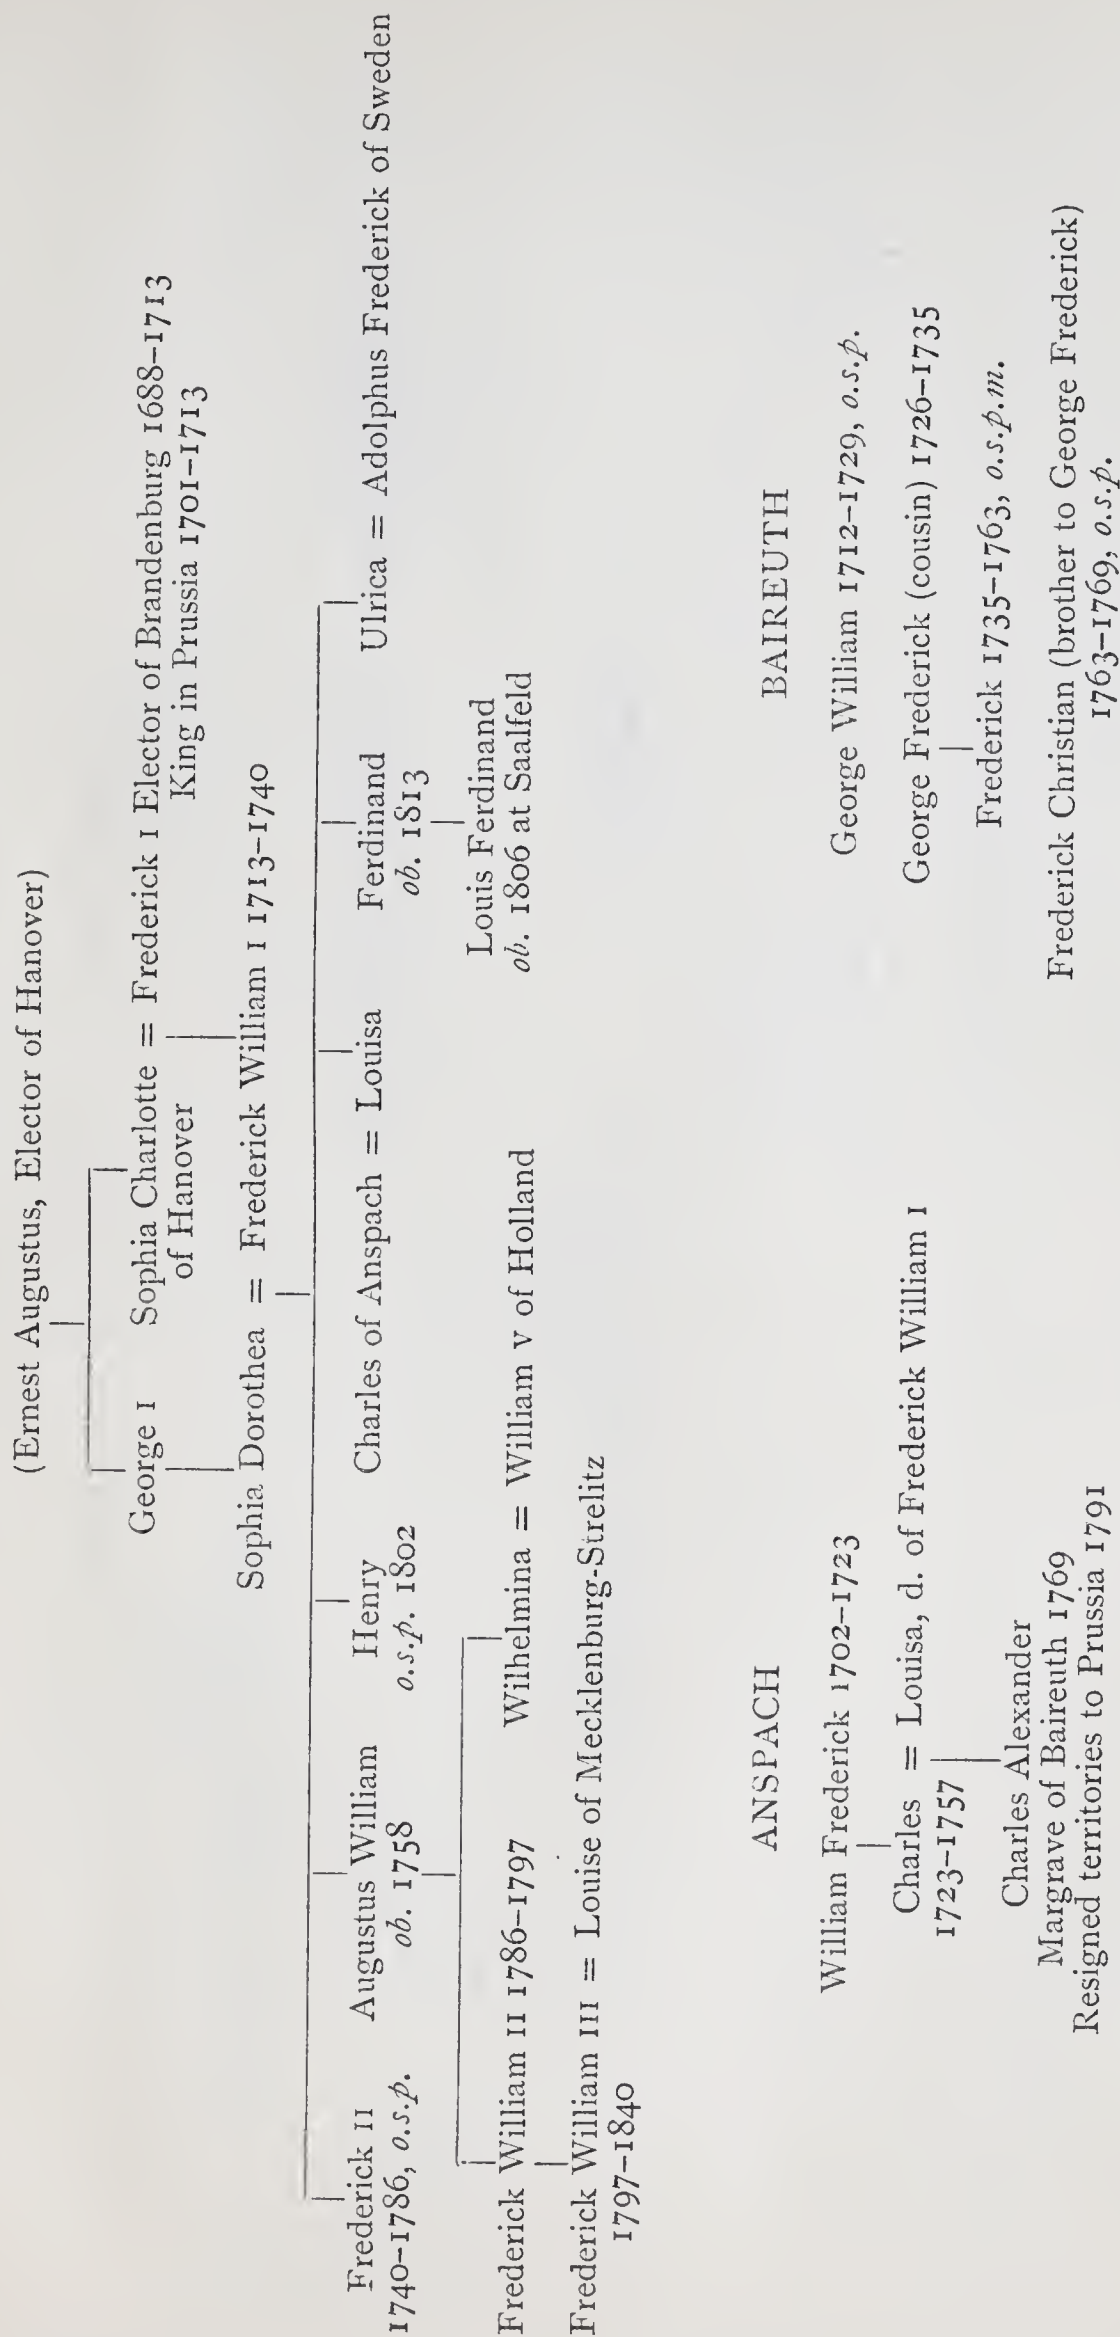 (Ernest Augustus, Elector of Hanover)
George I
Sophia Charlotte = Frederick I Elector of Brandenburg 1688–1713
of Hanover
King in Prussia 1701–1713
Sophia Dorothea = Frederick William I 1713–1740
Frederick II
1740–1786, o.s.p.
Augustus William
ob. 1758
Henry
o.s.p. 1802
Charles of Anspach = Louisa
Ferdinand
ob. 1813
Ulrica = Adolphus Frederick of Sweden
Louis Ferdinand
ob. 1806 at Saalfeld
Frederick William II 1786–1797
Wilhelmina = William V of Holland
Frederick William III = Louise of Mecklenburg-Strelitz
1797–1840
ANSPACH
William Frederick 1702–1723
Charles = Louisa, d. of Frederick William I
1723–1757
Charles Alexander
Margrave of Baireuth 1769
Resigned territories to Prussia 1791
BAIREUTH
George William 1712–1729, o.s.p.
George Frederick (cousin) 1726–1735
Frederick 1735–1763, o.s.p.m.
Frederick Christian (brother to George Frederick)
1763–1769, o.s.p.